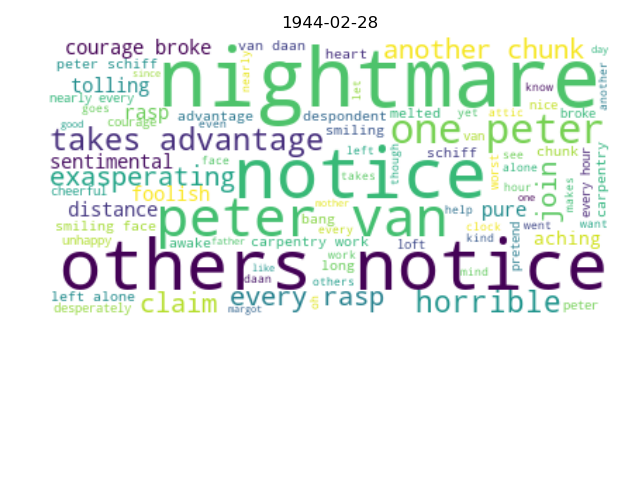 1944-02-28
courage broke van daan heart another chunk day
peter schiff since nightmare nearly let know another
tolling
nearly every goes rasp advantage despondent melted yet attic nice broke
good courage even smiling one peter
takes advantage left though van schiff worst see chunk carpentry
sentimental face notice alone every hour
exasperating takes hour join makes
cheerful foolish nother help one
distance peter van pure went want
smiling face bang clock kind pretend aching
unhappy awake father carpentry work every loft
others notice work long mind
like daan others
left alone claim every rasp oh horrible peter
desperately margot